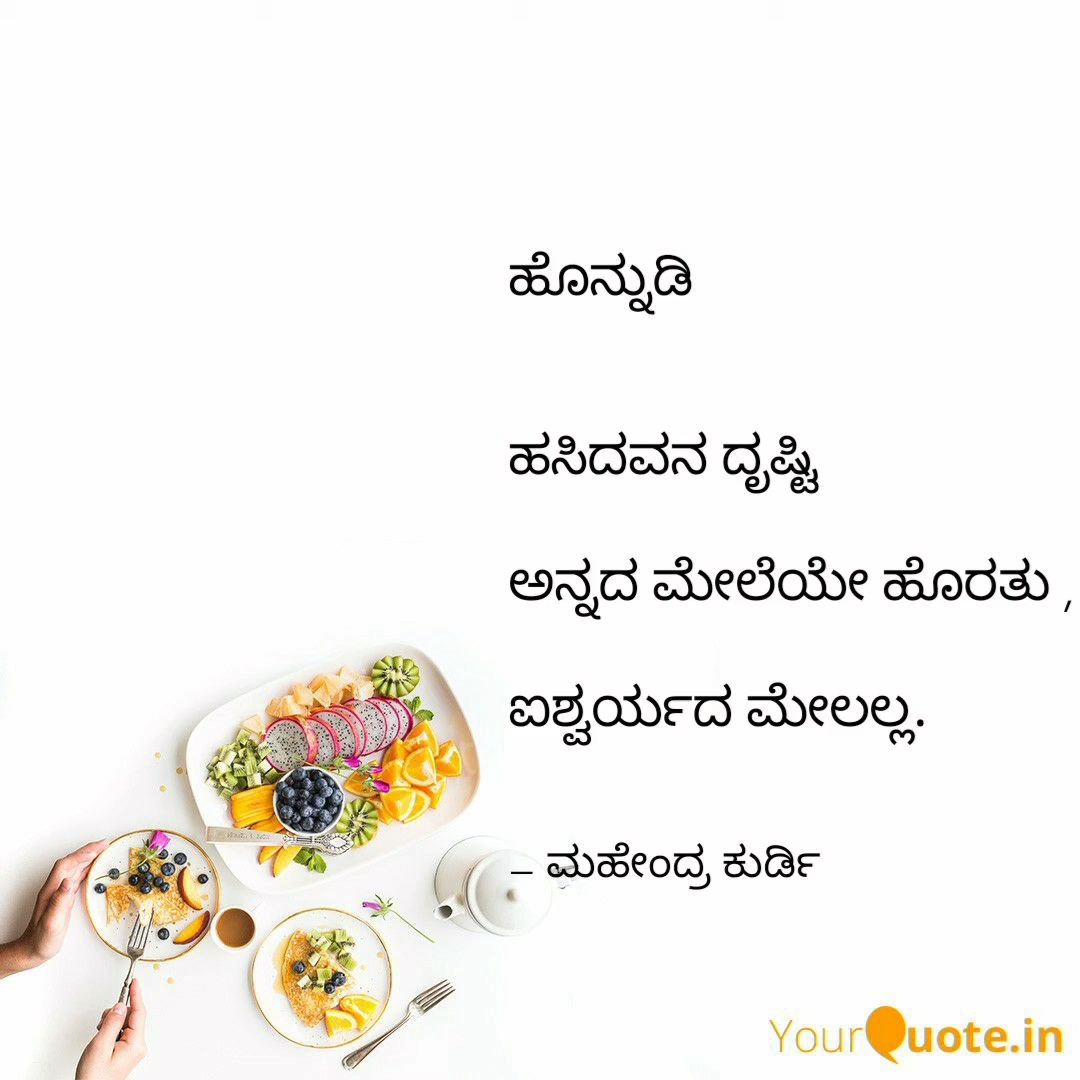 ಹೊನ್ನುಡಿ
ಹಸಿದವನ ದೃಷ್ಟಿ
ಅನ್ನದ ಮೇಲೆಯೇ ಹೊರತು ,
ಐಶ್ವರ್ಯದ ಮೇಲಲ್ಲ.
– ಮಹೇಂದ್ರ ಕುರ್ಡಿ
YourQuote.in